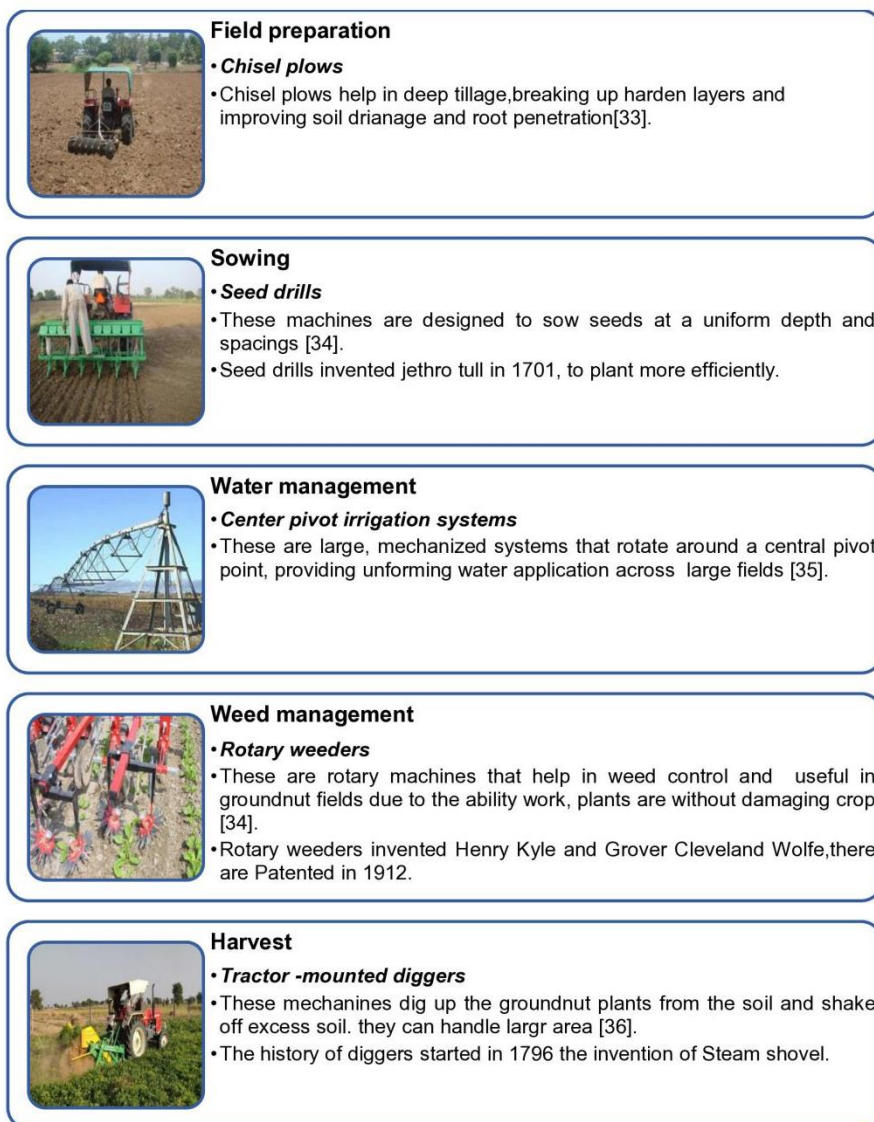 Field preparation
•Chisel plows
•Chisel plows help in deep tillage,breaking up harden layers and
improving soil drianage and root penetration[33].
Sowing
•Seed drills
•These machines are designed to sow seeds at a uniform depth and
spacings [34].
•Seed drills invented jethro tull in 1701, to plant more efficiently.
Water management
•Center pivot irrigation systems
•These are large, mechanized systems that rotate around a central pivot
point, providing unforming water application across large fields [35].
Weed management
•Rotary weeders
•These are rotary machines that help in weed control and useful in
groundnut fields due to the ability work, plants are without damaging crop
[34].
•Rotary weeders invented Henry Kyle and Grover Cleveland Wolfe,there
are Patented in 1912.
Harvest
•Tractor -mounted diggers
•These mechanines dig up the groundnut plants from the soil and shake
off excess soil. they can handle largr area [36].
•The history of diggers started in 1796 the invention of Steam shovel.